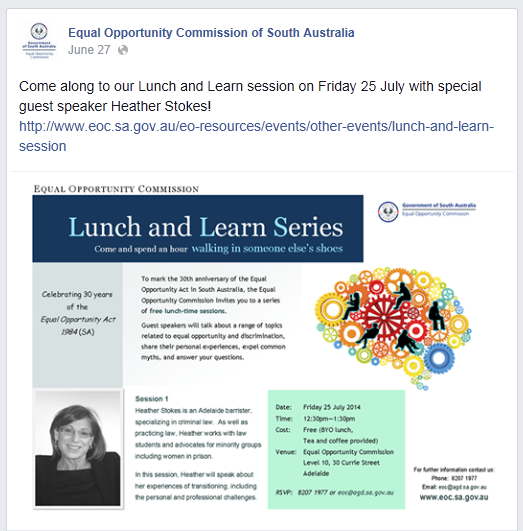 Equal Opportunity Commission of South Australia
June 27
Come along to our Lunch and Learn session on Friday 25 July with special
guest speaker Heather Stokes!
http://www.eoc.sa.gov.au/eo-resources/events/other-events/lunch-and-learn-
session
EQUAL OPPORTUNITY COMMISSION
Lunch and Learn Series
Come and spend an hour walking in someone else's shoes
Government of South Australia
Equal Opportunity Commission
Celebrating 30 years
of the
Equal Opportunity Act
1984 (SA)
To mark the 30th anniversary of the Equal
Opportunity Act in South Australia, the Equal
Opportunity Commission invites you to a series
of free lunch-time sessions.
Guest speakers will talk about a range of topics
related to equal opportunity and discrimination,
share their personal experiences, expel common
myths, and answer your questions.
Session 1
Heather Stokes is an Adelaide barrister,
specializing in criminal law. As well as
practicing law, Heather works with law
students and advocates for minority groups
including women in prison.
In this session, Heather will speak about
her experiences of transitioning, including
the personal and professional challenges.
Date: Friday 25 July 2014
Time: 12:30pm–1:30pm
Cost: Free (BYO lunch,
Tea and coffee provided)
Venue: Equal Opportunity Commission
Level 10, 30 Currie Street
Adelaide
RSVP: 8207 1977 or eoc@agd.sa.gov.au
For further information contact us:
Phone: 8207 1977
Email: eoc@agd.sa.gov.au
www.eoc.sa.gov.au